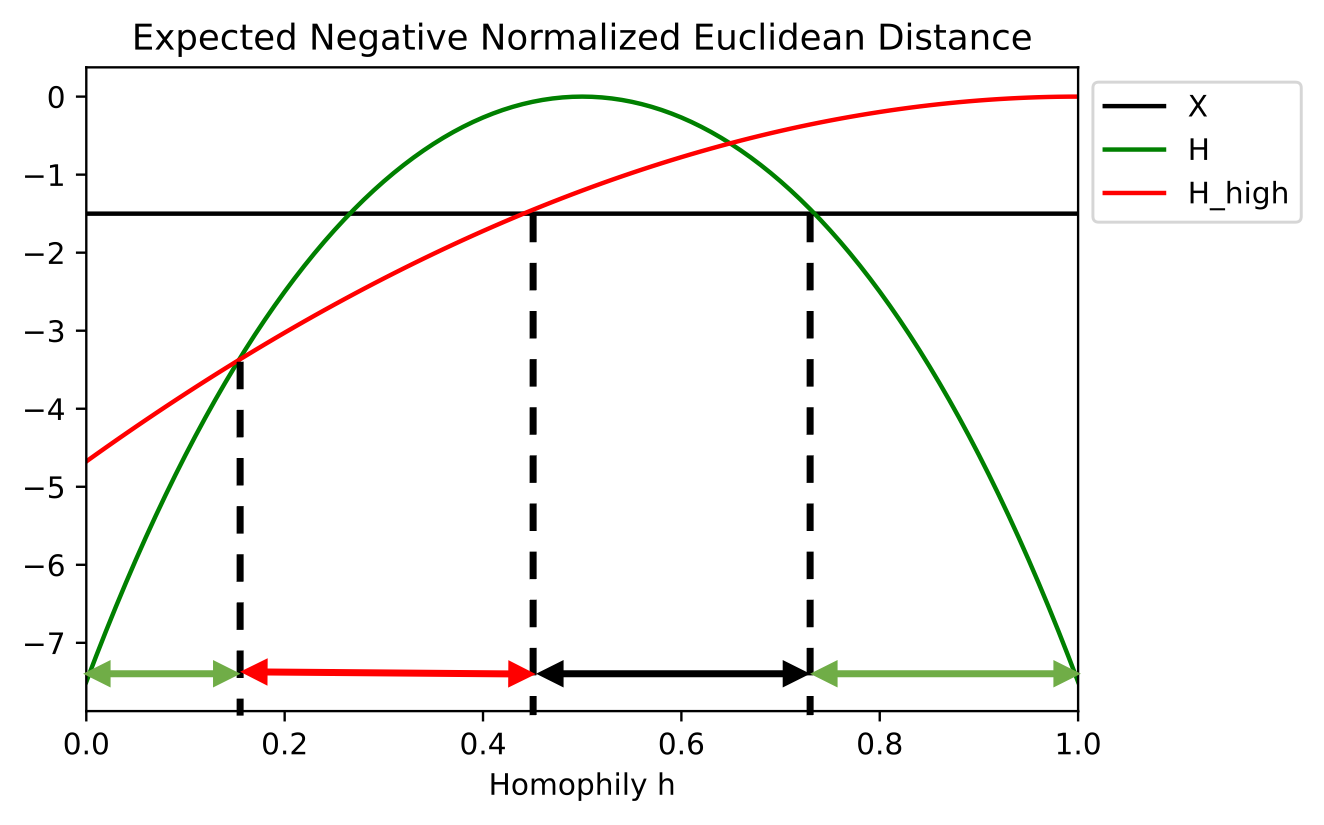 Expected Negative Normalized Euclidean Distance
0
−1
−2
−3
−4
−5
−6
−7
0.0 0.2 0.4 0.6 0.8 1.0
Homophily h
X
H
H_high